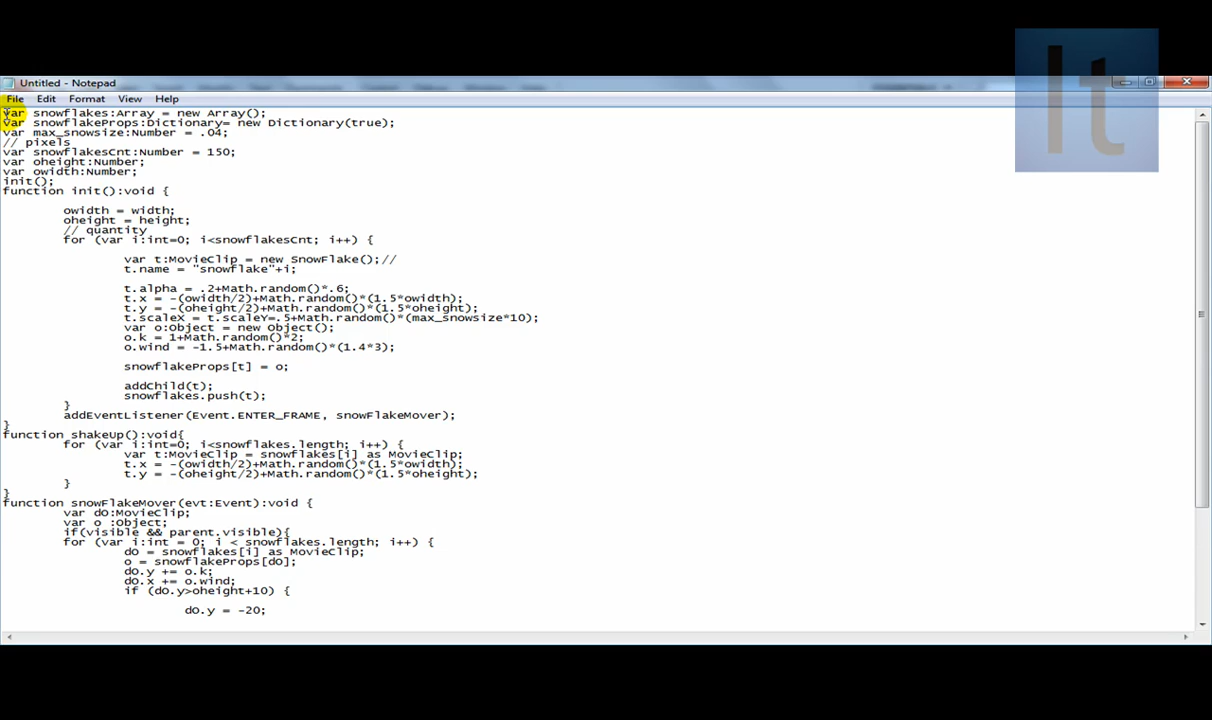 lt
Untitled - Notepad
File Edit Format View Help
var snowflakes:Array = new Array();
var snowflakeProps:Dictionary= new Dictionary(true);
var max_snowsize:Number = .04;
// pixels
var snowflakesCnt:Number = 150;
var oheight:Number;
var owidth:Number;
init();
function init():void {
owidth = width;
oheight = height;
// quantity
for (var i:int=0; i<snowflakesCnt; i++) {
var t:MovieClip = new SnowFlake();//
t.name = "snowflake"+i;
t.alpha = .2+Math.random()*.6;
t.x = -(owidth/2)+Math.random()*(1.5*owidth);
t.y = -(oheight/2)+Math.random()*(1.5*oheight);
t.scaleX = t.scaleY=.5+Math.random()*(max_snowsize*10);
var o:Object = new Object();
o.k = 1+Math.random()*2;
o.wind = -1.5+Math.random()*(1.4*3);
snowflakeProps[t] = o;
addChild(t);
snowflakes.push(t);
}
addEventListener(Event.ENTER_FRAME, snowFlakeMover);
}
function shakeUp():void{
for (var i:int=0; i<snowflakes.length; i++) {
var t:MovieClip = snowflakes[i] as MovieClip;
t.x = -(owidth/2)+Math.random()*(1.5*owidth);
t.y = -(oheight/2)+Math.random()*(1.5*oheight);
}
}
function snowFlakeMover(evt:Event):void {
var dO:MovieClip;
var o :Object;
if(visible && parent.visible){
for (var i:int = 0; i < snowflakes.length; i++) {
dO = snowflakes[i] as MovieClip;
o = snowflakeProps[dO];
dO.y += o.k;
dO.x += o.wind;
if (dO.y>oheight+10) {
dO.y = -20;